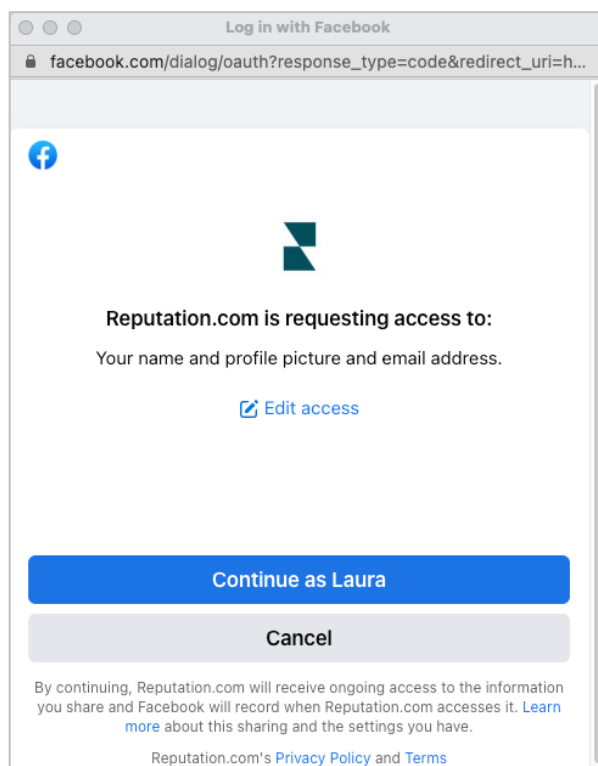 Log in with Facebook
facebook.com/dialog/oauth?response_type=code&redirect_uri=h...
Reputation.com is requesting access to:
Your name and profile picture and email address.
Edit access
Continue as Laura
Cancel
By continuing, Reputation.com will receive ongoing access to the information
you share and Facebook will record when Reputation.com accesses it. Learn
more about this sharing and the settings you have.
Reputation.com's Privacy Policy and Terms